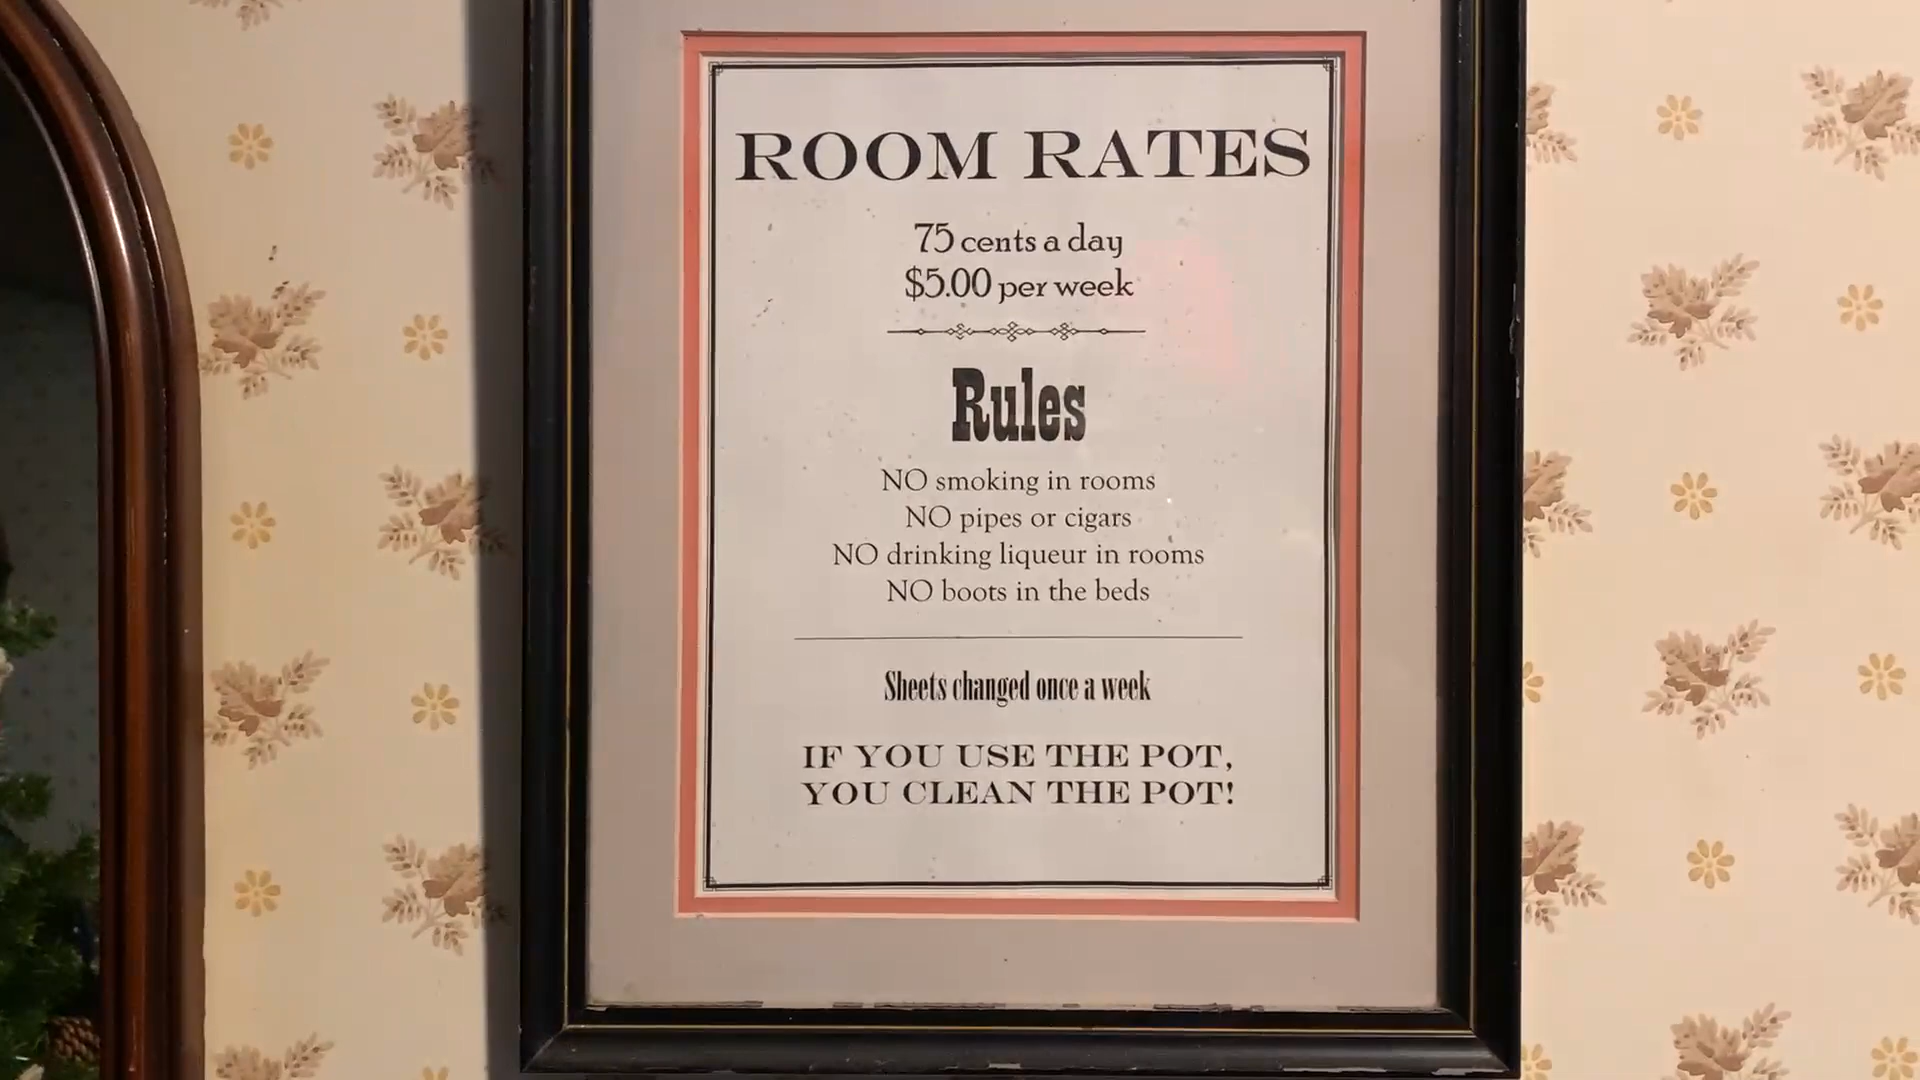 ROOM RATES
75 cents a day
$5.00 per week
Rules
NO smoking in rooms
NO pipes or cigars
NO drinking liqueur in rooms
NO boots in the beds
Sheets changed once a week
IF YOU USE THE POT,
YOU CLEAN THE POT!